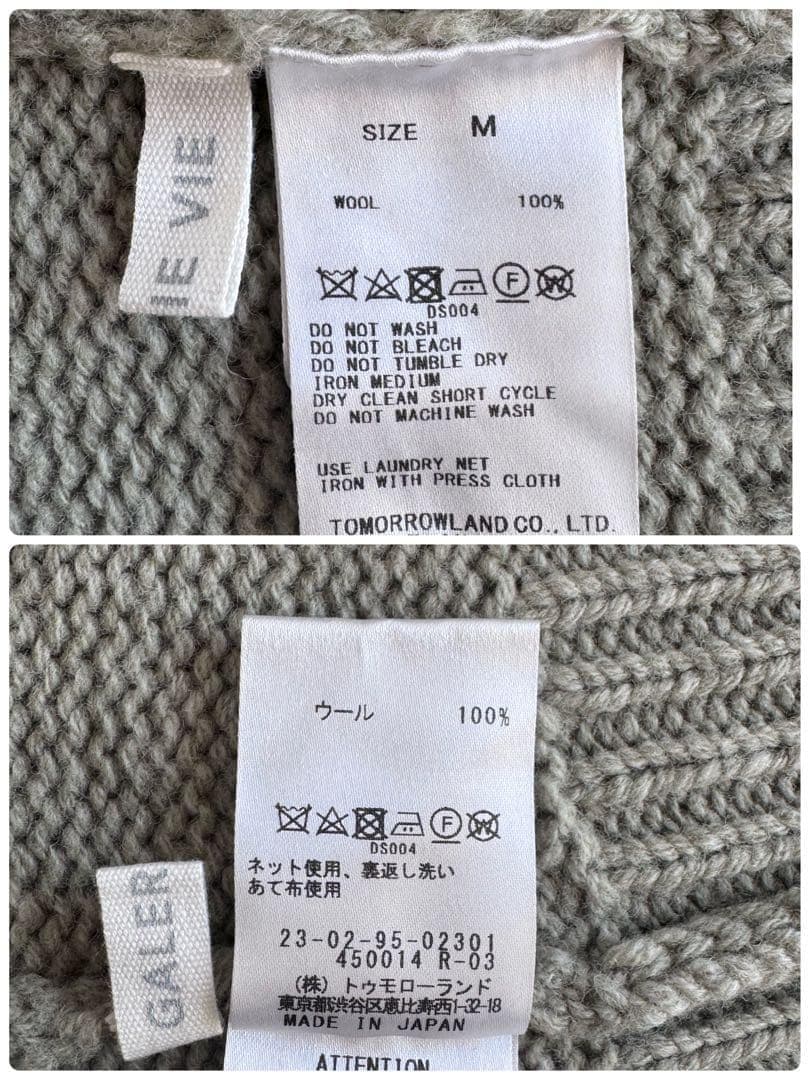 E VIE
SIZE M
WOOL 100%
F W
DS004
DO NOT WASH
DO NOT BLEACH
DO NOT TUMBLE DRY
IRON MEDIUM
DRY CLEAN SHORT CYCLE
DO NOT MACHINE WASH
USE LAUNDRY NET
IRON WITH PRESS CLOTH
TOMORROWLAND CO., LTD.
ウール 100%
F W
DS004
ネット使用、裏返し洗い
あて布使用
GALER
23-02-95-02301
450014 R-03
(株) トゥモローランド
東京都渋谷区恵比寿西1-32-18
MADE IN JAPAN
ATTENTION